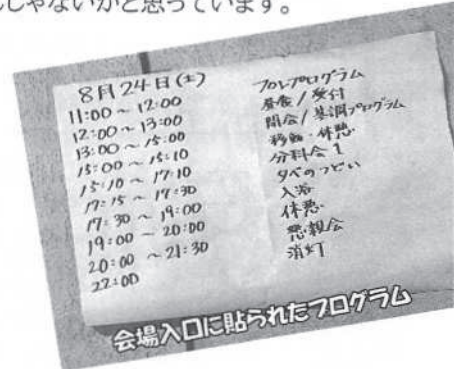 んじゃないかと思っています。
8月24日(土)
11:00 ~ 12:00 プレプログラム
12:00 ~ 13:00 昼食/受付
13:00 ~ 15:00 開会/基調プログラム
15:00 ~ 15:10 移動・休憩
15:10 ~ 17:10 分科会1
17:15 ~ 17:30 夕べのつどい
17:30 ~ 19:00 入浴
19:00 ~ 20:00 休憩
20:00 ~ 21:30 懇親会
22:00 消灯
会場入口に貼られたプログラム